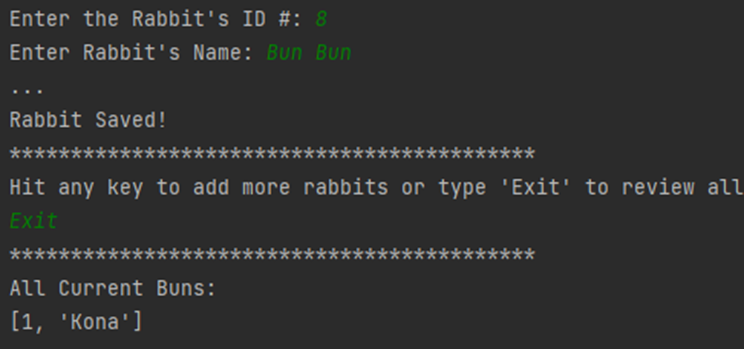 Enter the Rabbit's ID #: 8
Enter Rabbit's Name: Bun Bun
...
Rabbit Saved!
********************************************
Hit any key to add more rabbits or type 'Exit' to review all
Exit
********************************************
All Current Buns:
[1, 'Kona']